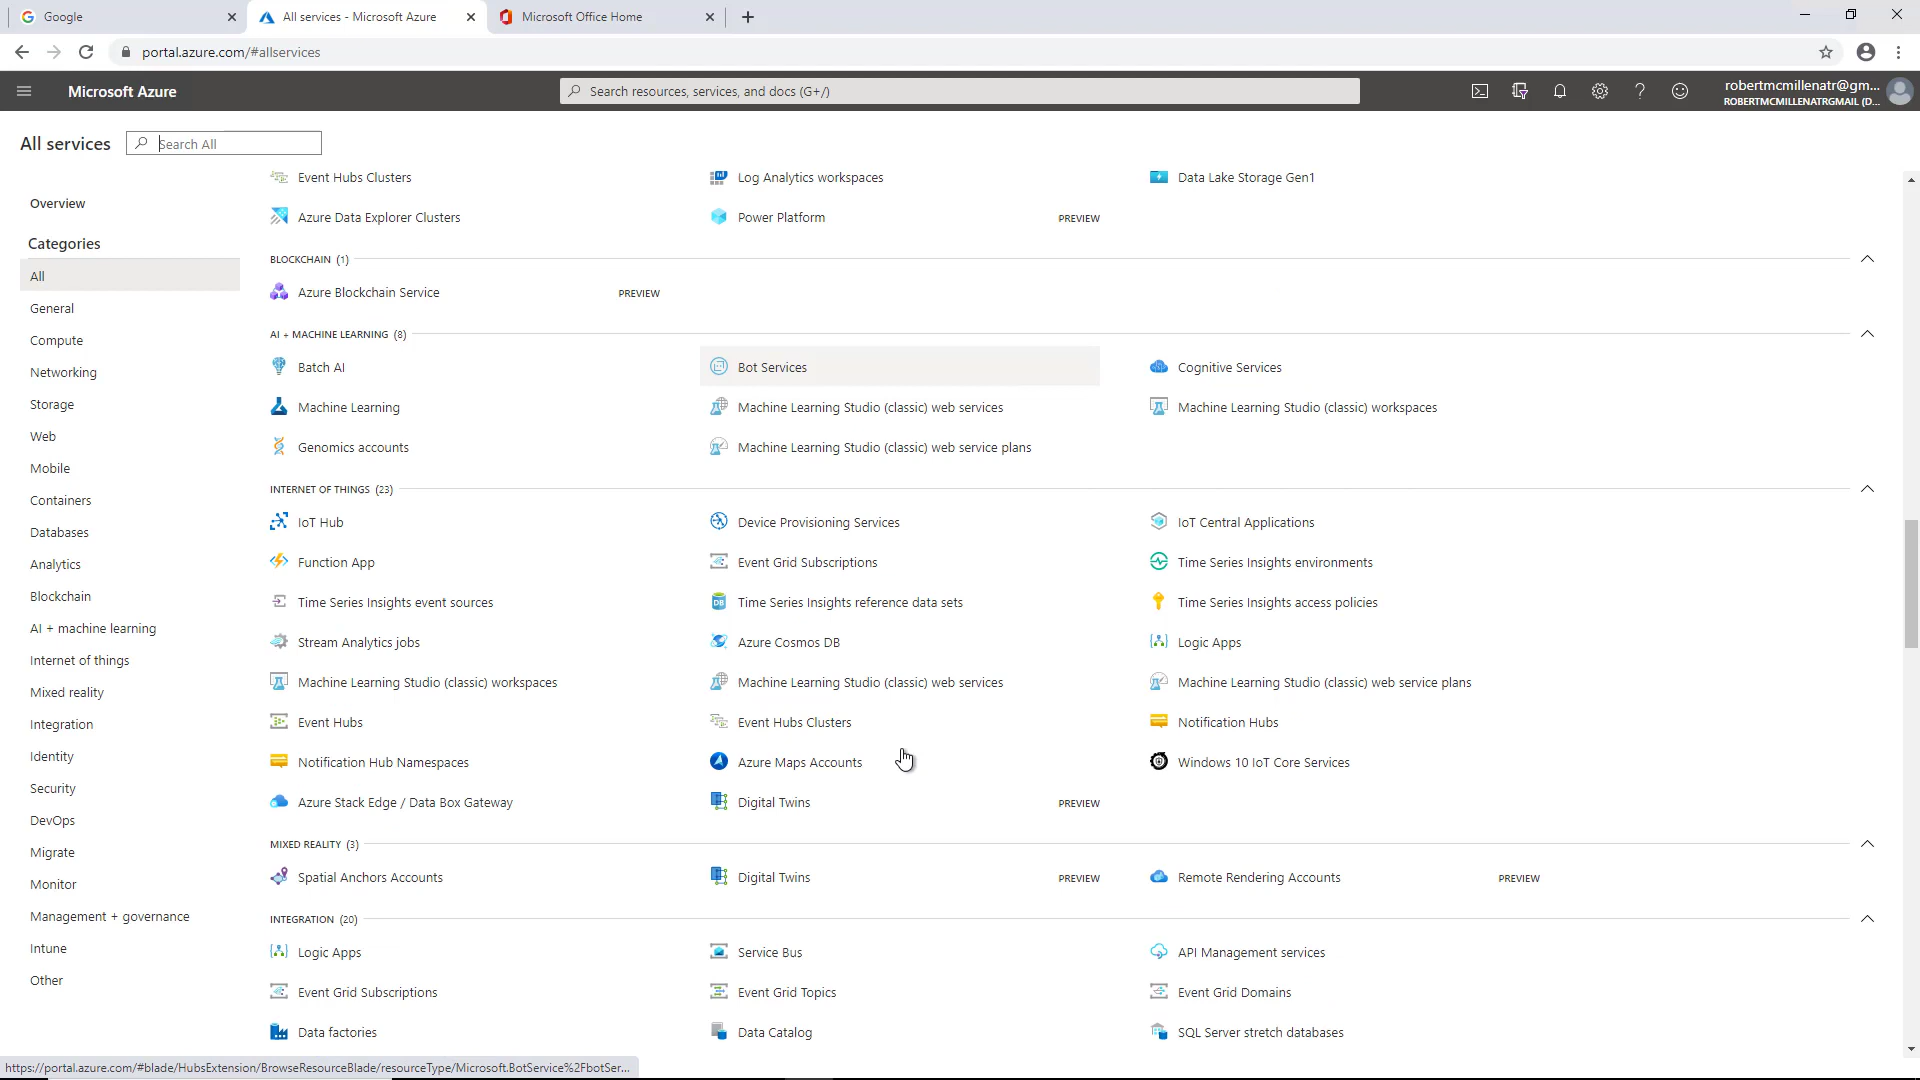 Google
All services - Microsoft Azure
Microsoft Office Home
portal.azure.com/#allservices
Microsoft Azure
Search resources, services, and docs (G+/)
robertmcmillenatr@gm...
ROBERTMCMILLENATRGMAIL (D...
All services
Search All
Event Hubs Clusters
Log Analytics workspaces
Data Lake Storage Gen1
Overview
Azure Data Explorer Clusters
Power Platform
PREVIEW
Categories
BLOCKCHAIN (1)
All
Azure Blockchain Service
PREVIEW
General
AI + MACHINE LEARNING (8)
Compute
Batch AI
Bot Services
Cognitive Services
Networking
Machine Learning
Machine Learning Studio (classic) web services
Machine Learning Studio (classic) workspaces
Storage
Web
Genomics accounts
Machine Learning Studio (classic) web service plans
Mobile
INTERNET OF THINGS (23)
Containers
IoT Hub
Device Provisioning Services
IoT Central Applications
Databases
Function App
Event Grid Subscriptions
Time Series Insights environments
Analytics
Blockchain
Time Series Insights event sources
Time Series Insights reference data sets
Time Series Insights access policies
AI + machine learning
Stream Analytics jobs
Azure Cosmos DB
Logic Apps
Internet of things
Machine Learning Studio (classic) workspaces
Machine Learning Studio (classic) web services
Machine Learning Studio (classic) web service plans
Mixed reality
Event Hubs
Event Hubs Clusters
Notification Hubs
Integration
Identity
Notification Hub Namespaces
Azure Maps Accounts
Windows 10 IoT Core Services
Security
Azure Stack Edge / Data Box Gateway
Digital Twins
PREVIEW
DevOps
MIXED REALITY (3)
Migrate
Spatial Anchors Accounts
Digital Twins
PREVIEW
Remote Rendering Accounts
PREVIEW
Monitor
Management + governance
INTEGRATION (20)
Intune
Logic Apps
Service Bus
API Management services
Other
Event Grid Subscriptions
Event Grid Topics
Event Grid Domains
Data factories
Data Catalog
SQL Server stretch databases
https://portal.azure.com/#blade/HubsExtension/BrowseResourceBlade/resourceType/Microsoft.BotService%2FbotSer...